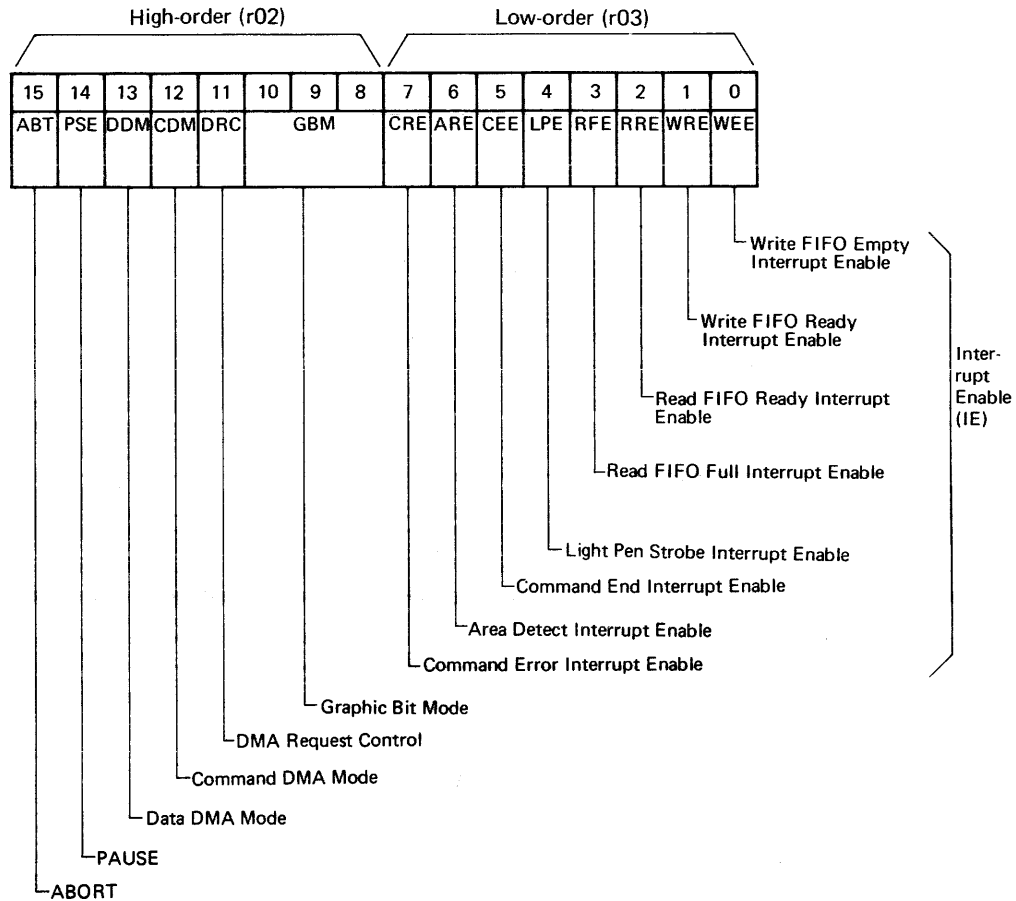 High-order (r02)
Low-order (r03)
15 14 13 12 11 10 9 8 7 6 5 4 3 2 1 0
ABT PSE DDM CDM DRC GBM CRE ARE CEE LPE RFE RRE WRE WEE
Write FIFO Empty
Interrupt Enable
Write FIFO Ready
Interrupt Enable
Inter-
rupt
Enable
(IE)
Read FIFO Ready Interrupt
Enable
Read FIFO Full Interrupt Enable
Light Pen Strobe Interrupt Enable
Command End Interrupt Enable
Area Detect Interrupt Enable
Command Error Interrupt Enable
Graphic Bit Mode
DMA Request Control
Command DMA Mode
Data DMA Mode
PAUSE
ABORT